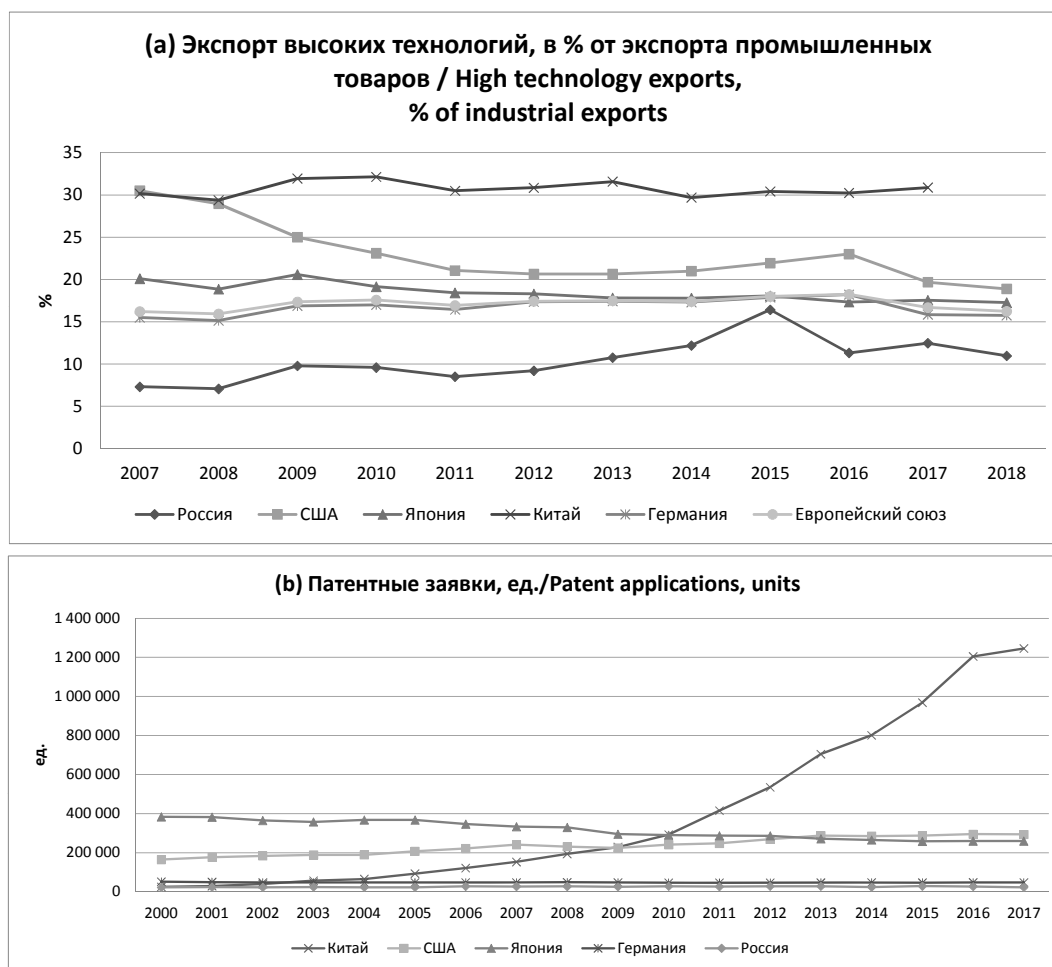 (a) Экспорт высоких технологий, в % от экспорта промышленных
товаров / High technology exports,
% of industrial exports
35
30
25
20
15
10
5
0
%
2007 2008 2009 2010 2011 2012 2013 2014 2015 2016 2017 2018
Россия США Япония Китай Германия Европейский союз
(b) Патентные заявки, ед./Patent applications, units
1 400 000
1 200 000
1 000 000
800 000
600 000
400 000
200 000
0
ед.
2000 2001 2002 2003 2004 2005 2006 2007 2008 2009 2010 2011 2012 2013 2014 2015 2016 2017
Китай США Япония Германия Россия